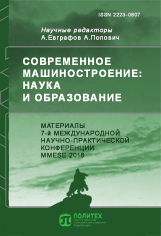 ISSN 2223-0807
Научные редакторы
А.Евграфов А.Попович
СОВРЕМЕННОЕ
МАШИНОСТРОЕНИЕ:
НАУКА
И ОБРАЗОВАНИЕ
МАТЕРИАЛЫ
7-й МЕЖДУНАРОДНОЙ
НАУЧНО-ПРАКТИЧЕСКОЙ
КОНФЕРЕНЦИИ
MMESE 2018
ПОЛИТЕХ